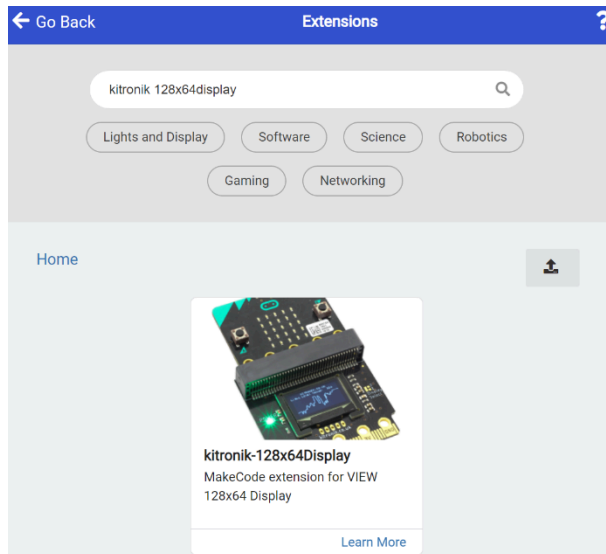 Go Back
Extensions
?
kitronik 128x64display
Lights and Display
Software
Science
Robotics
Gaming
Networking
Home
kitronik-128x64Display
MakeCode extension for VIEW
128x64 Display
Learn More